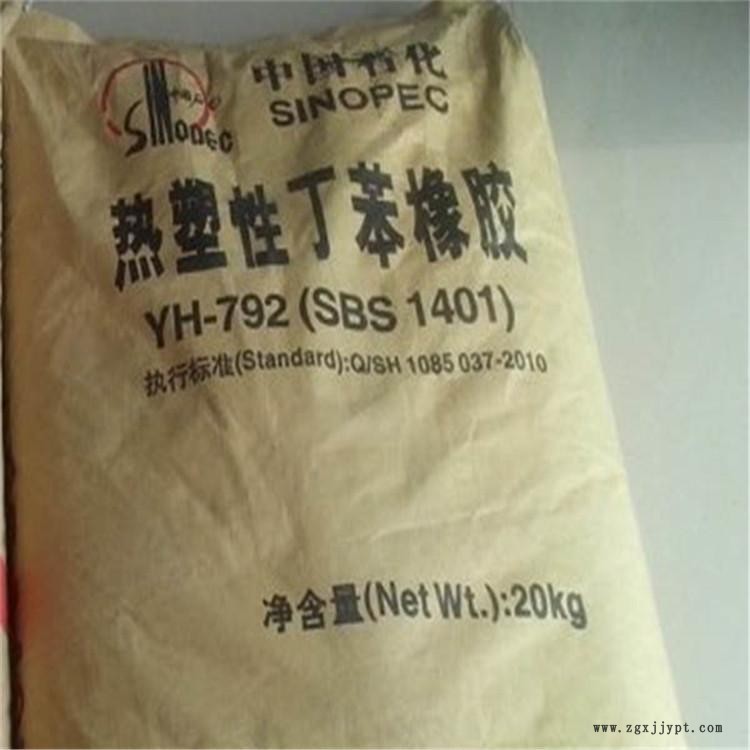 中国石化
SINOPEC
SINOPEC
热塑性丁苯橡胶
YH-792 (SBS 1401)
执行标准(Standard):Q/SH 1085 037-2010
净含量(Net Wt.):20kg
www.zgxjjypt.com